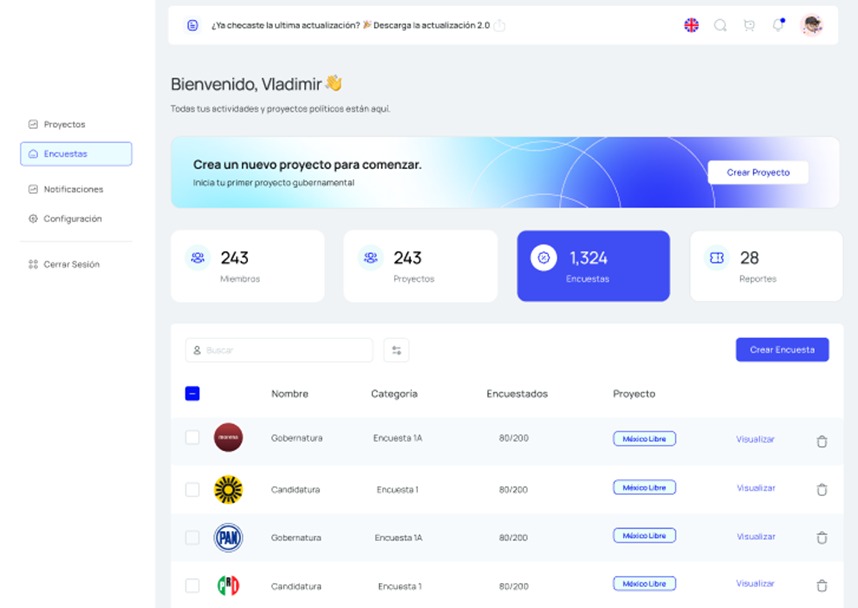 ¿Ya checaste la ultima actualización? 🎉 Descarga la actualización 2.0
Bienvenido, Vladimir 👋
Todas tus actividades y proyectos políticos están aquí.
Proyectos
Encuestas
Notificaciones
Configuración
Cerrar Sesión
Crea un nuevo proyecto para comenzar.
Inicia tu primer proyecto gubernamental
Crear Proyecto
243
Miembros
243
Proyectos
1,324
Encuestas
28
Reportes
Buscar
Crear Encuesta
Nombre Categoría Encuestados Proyecto
morena Gobernatura Encuesta 1A 80/200 México Libre Visualizar
Candidatura Encuesta 1 80/200 México Libre Visualizar
PAN Gobernatura Encuesta 1A 80/200 México Libre Visualizar
PRI Candidatura Encuesta 1 80/200 México Libre Visualizar